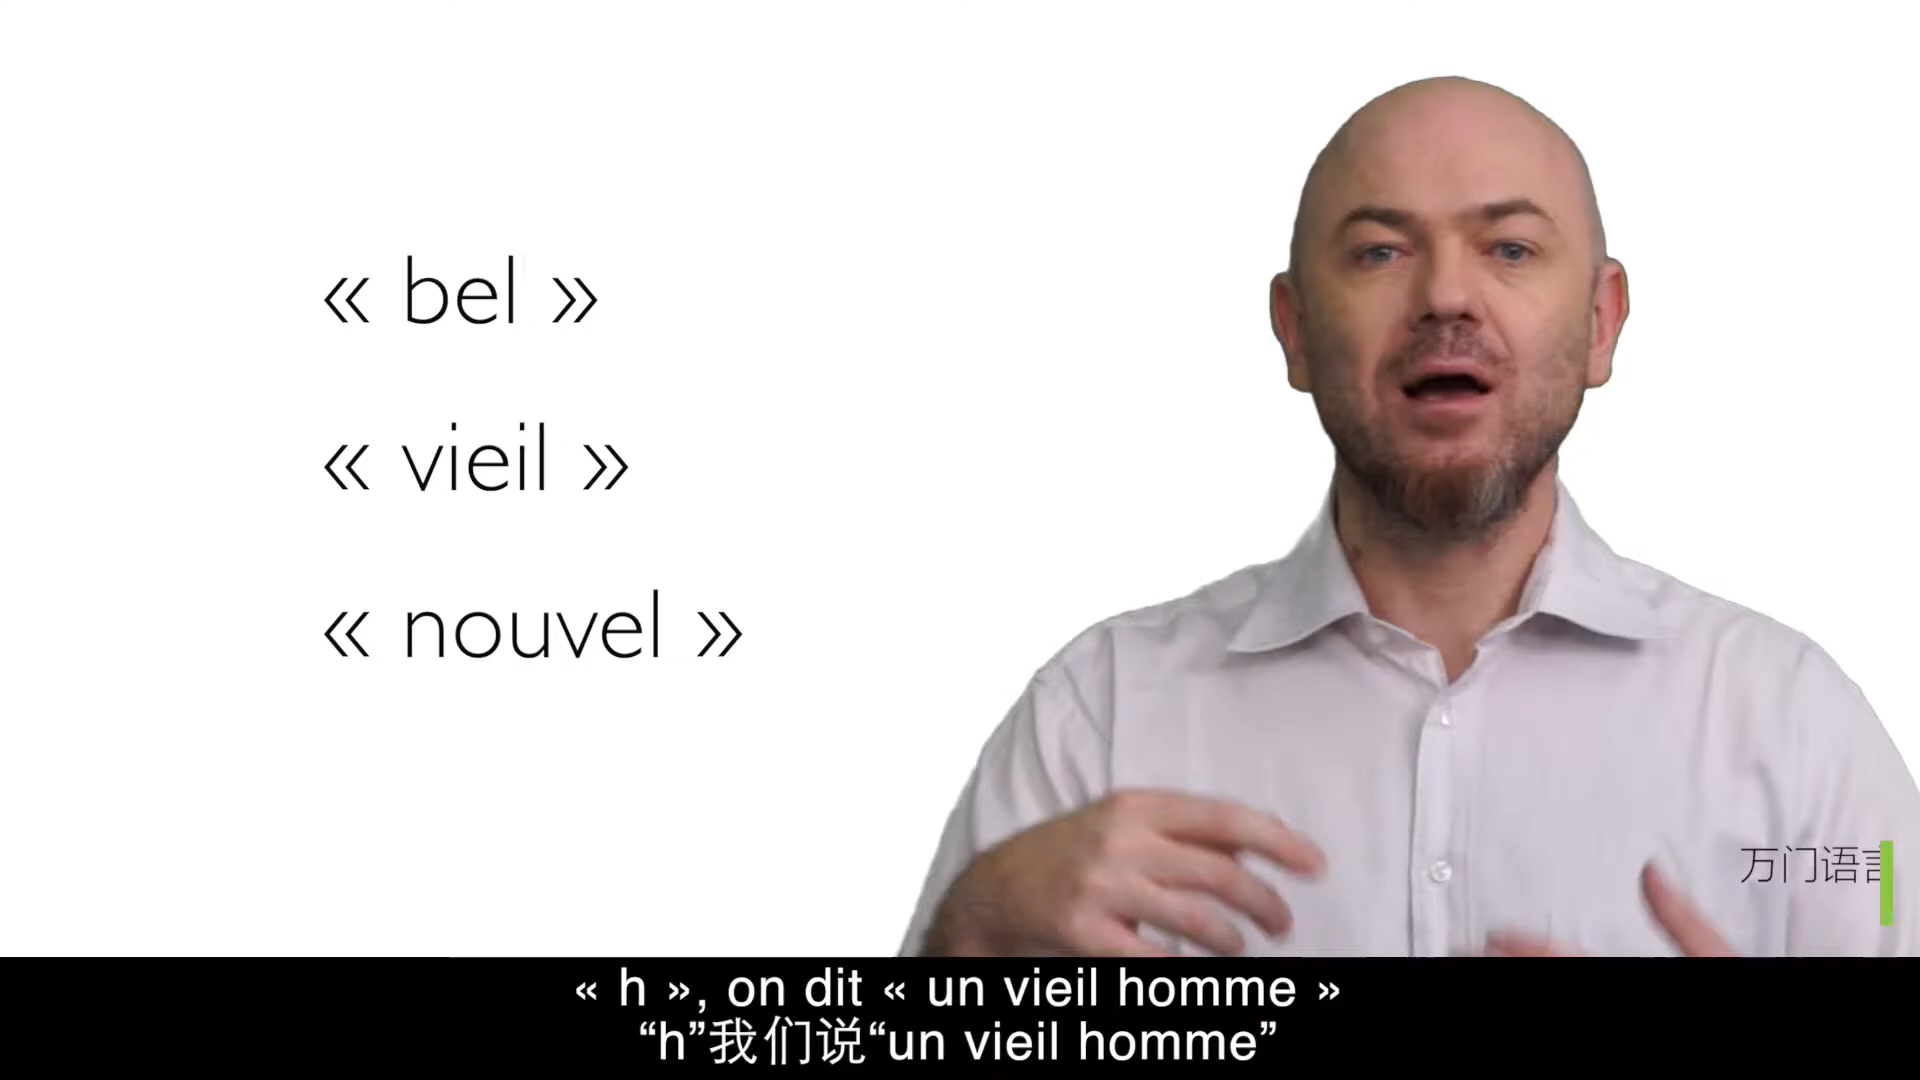 « bel »
« vieil »
« nouvel »
万门语言
« h », on dit « un vieil homme »
“h”我们说“un vieil homme”